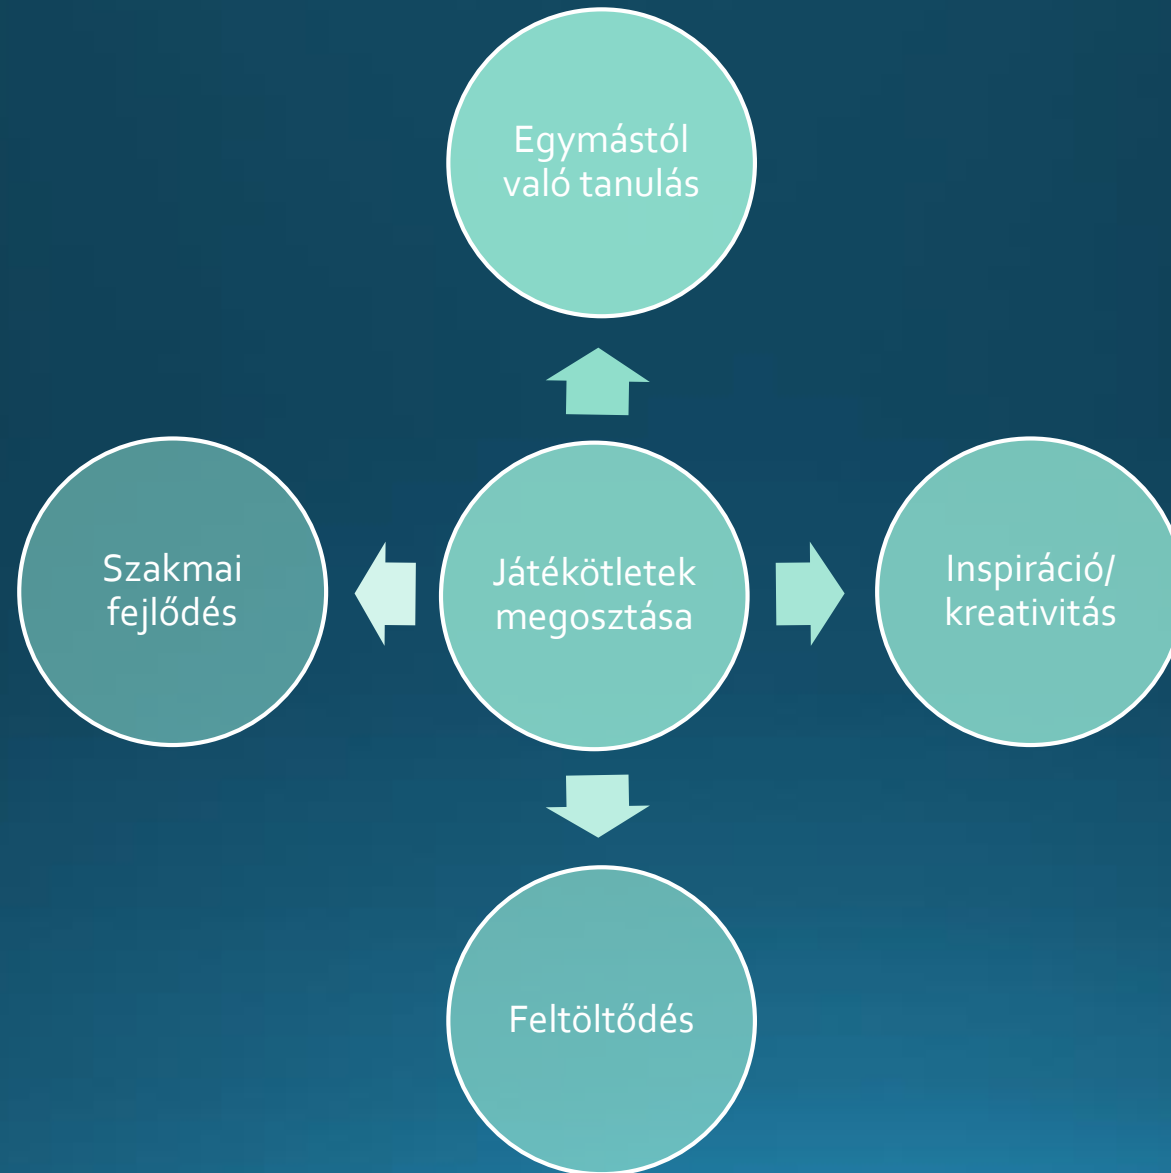 Egymástól
való tanulás
Szakmai
fejlődés
Játékötletek
megosztása
Inspiráció/
kreativitás
Feltöltődés